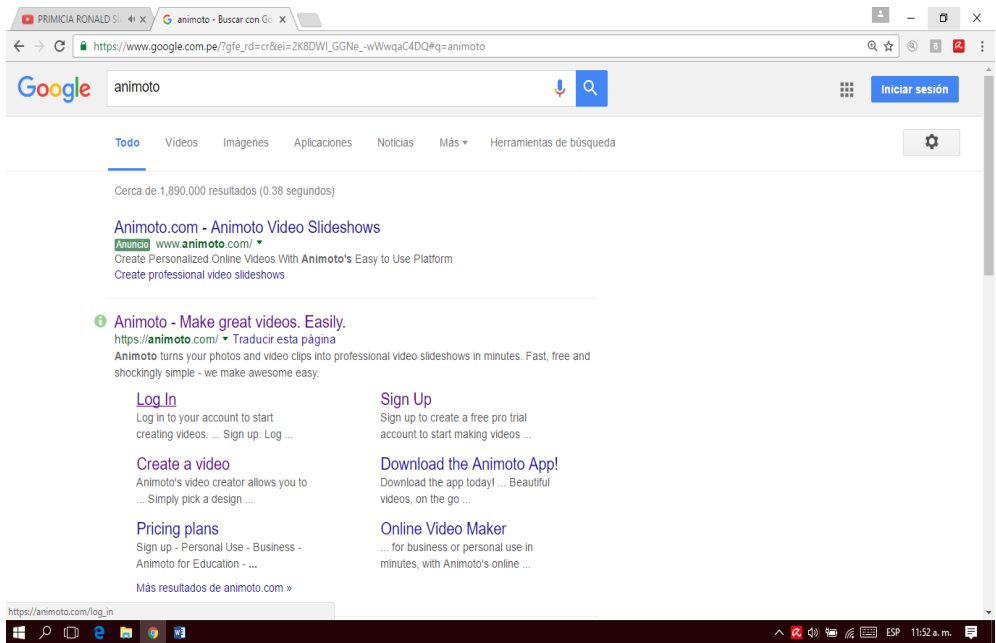 PRIMICIA RONALD SI
animoto - Buscar con Go
https://www.google.com.pe/?gfe_rd=cr&ei=2K8DWI_GGNe_-wWwqaC4DQ#q=animoto
Google
animoto
Iniciar sesión
Todo Vídeos Imágenes Aplicaciones Noticias Más Herramientas de búsqueda
Cerca de 1,890,000 resultados (0.38 segundos)
Animoto.com - Animoto Video Slideshows
Anuncio www.animoto.com/
Create Personalized Online Videos With Animoto's Easy to Use Platform
Create professional video slideshows
Animoto - Make great videos. Easily.
https://animoto.com/ Traducir esta página
Animoto turns your photos and video clips into professional video slideshows in minutes. Fast, free and
shockingly simple - we make awesome easy.
Log In
Log in to your account to start
creating videos. ... Sign up. Log ...
Sign Up
Sign up to create a free pro trial
account to start making videos ...
Create a video
Animoto's video creator allows you to
... Simply pick a design ...
Download the Animoto App!
Download the app today! ... Beautiful
videos, on the go ...
Pricing plans
Sign up - Personal Use - Business -
Animoto for Education - ...
Online Video Maker
... for business or personal use in
minutes, with Animoto's online ...
Más resultados de animoto.com »
https://animoto.com/log_in
ESP 11:52 a. m.